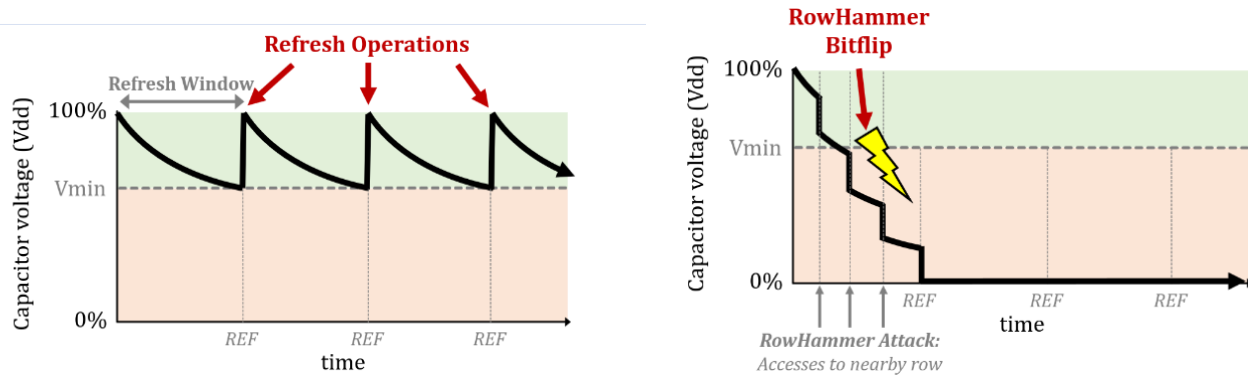 Refresh Operations
Refresh Window
Capacitor voltage (Vdd)
100%
Vmin
0%
REF
REF
REF
time
RowHammer
Bitflip
Capacitor voltage (Vdd)
100%
Vmin
0%
REF
REF
REF
time
RowHammer Attack:
Accesses to nearby row